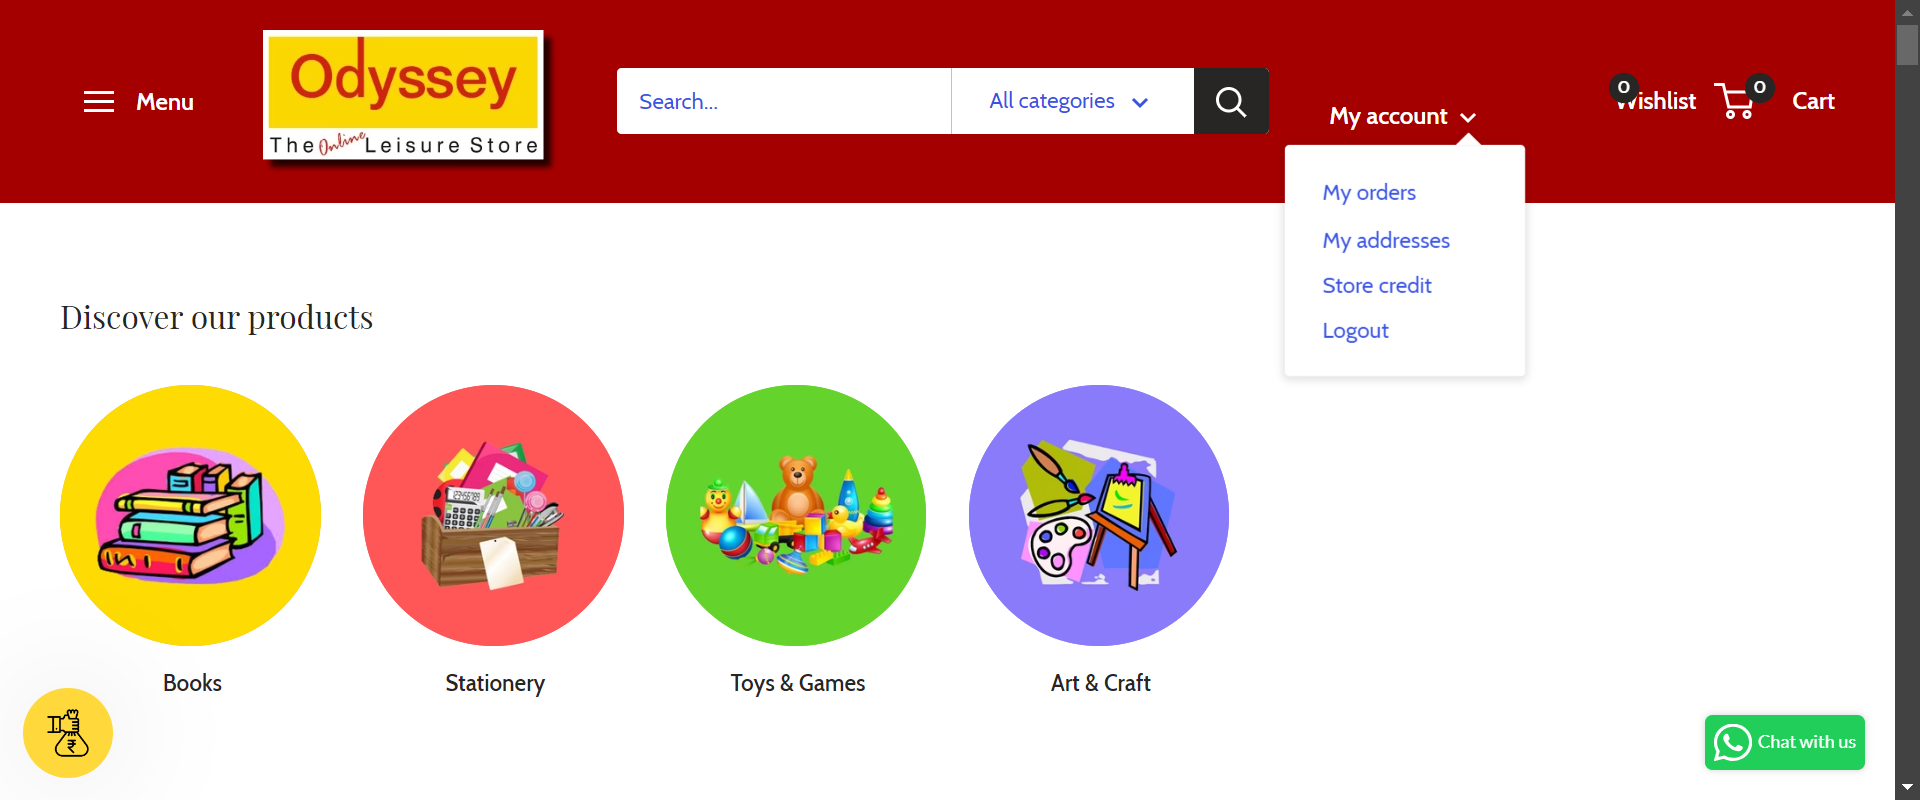 Menu
Odyssey
The Online Leisure Store
Search...
All categories
My account
0
Wishlist
0
Cart
My orders
My addresses
Store credit
Logout
Discover our products
Books
Stationery
Toys & Games
Art & Craft
₹
Chat with us